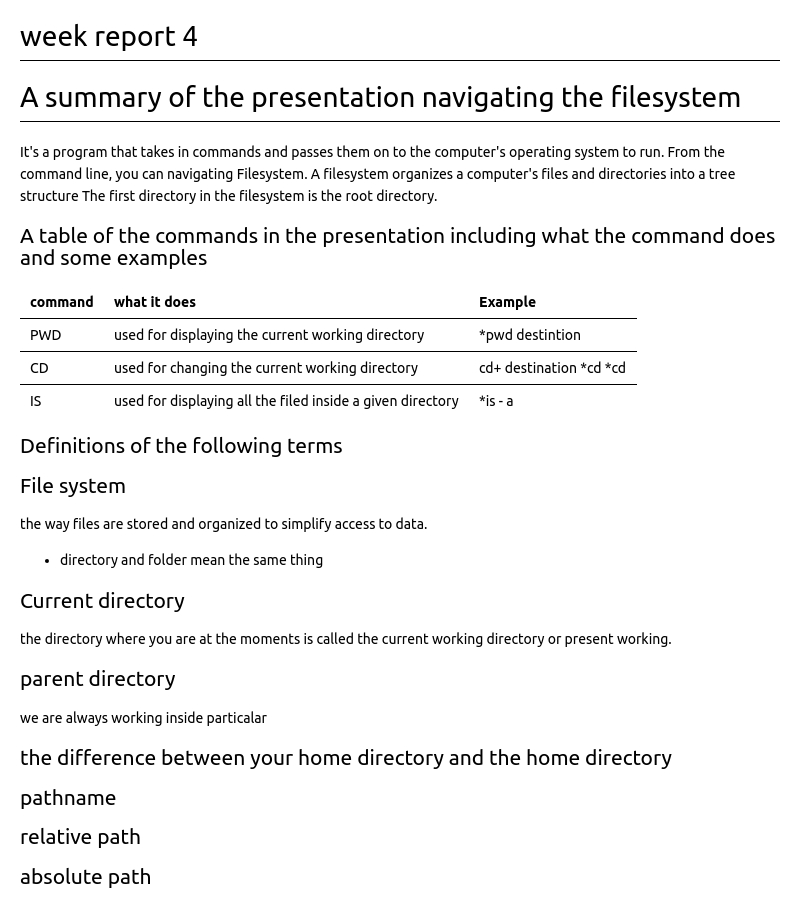 week report 4
A summary of the presentation navigating the filesystem
It's a program that takes in commands and passes them on to the computer's operating system to run. From the
command line, you can navigating Filesystem. A filesystem organizes a computer's files and directories into a tree
structure The first directory in the filesystem is the root directory.
A table of the commands in the presentation including what the command does
and some examples
command what it does Example
PWD used for displaying the current working directory *pwd destintion
CD used for changing the current working directory cd+ destination *cd *cd
IS used for displaying all the filed inside a given directory *is - a
Definitions of the following terms
File system
the way files are stored and organized to simplify access to data.
• directory and folder mean the same thing
Current directory
the directory where you are at the moments is called the current working directory or present working.
parent directory
we are always working inside particalar
the difference between your home directory and the home directory
pathname
relative path
absolute path